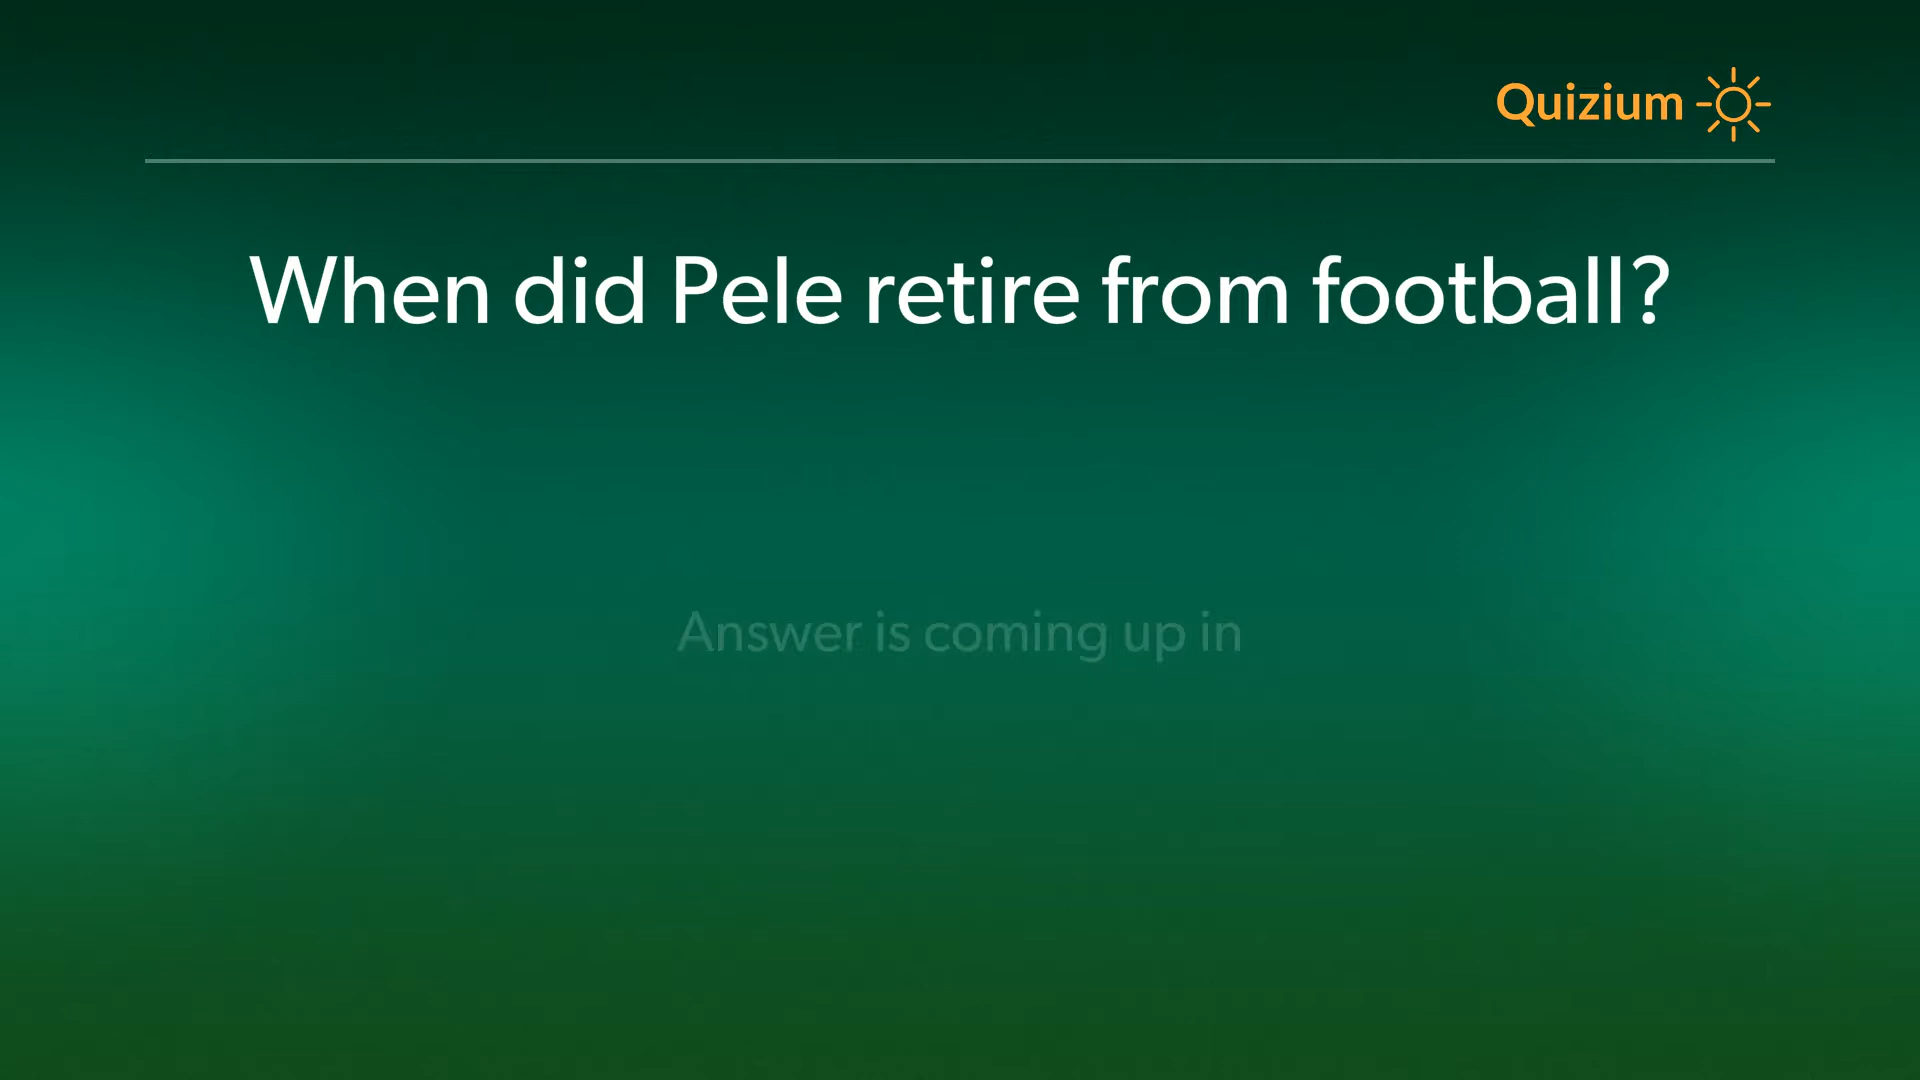 Quizium
When did Pele retire from football?
Answer is coming up in